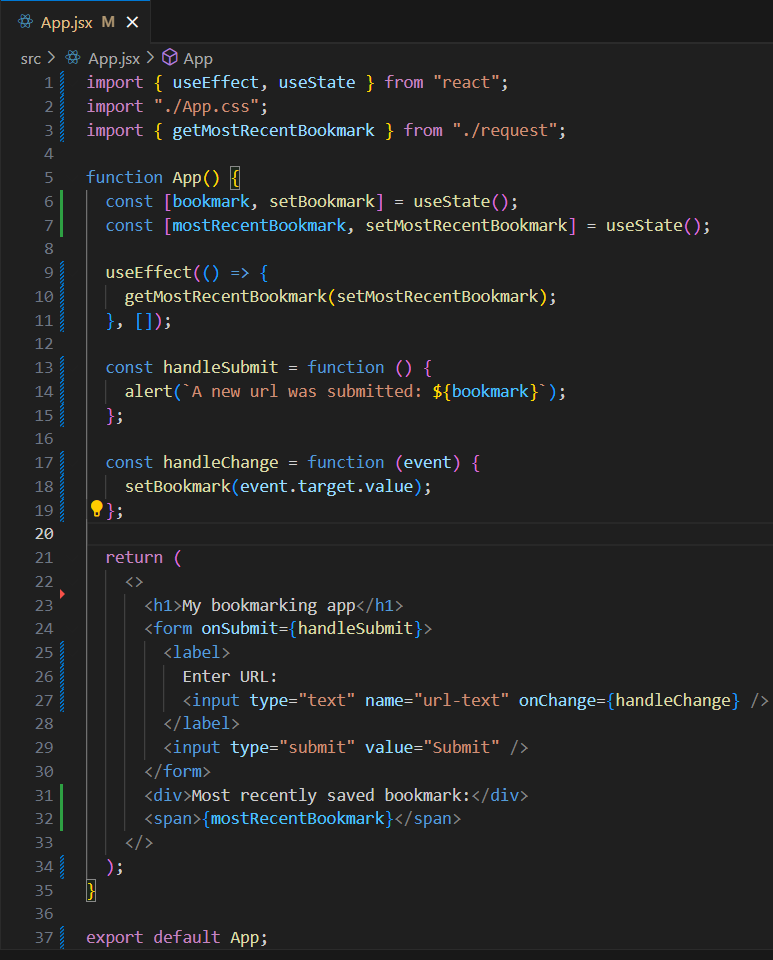 App.jsx M
src > App.jsx > App
1 import { useEffect, useState } from "react";
2 import "./App.css";
3 import { getMostRecentBookmark } from "./request";
4
5 function App() {
6   const [bookmark, setBookmark] = useState();
7   const [mostRecentBookmark, setMostRecentBookmark] = useState();
8
9   useEffect(() => {
10     getMostRecentBookmark(setMostRecentBookmark);
11   }, []);
12
13   const handleSubmit = function () {
14     alert(`A new url was submitted: ${bookmark}`);
15   };
16
17   const handleChange = function (event) {
18     setBookmark(event.target.value);
19   };
20
21   return (
22     <>
23       <h1>My bookmarking app</h1>
24       <form onSubmit={handleSubmit}>
25         <label>
26           Enter URL:
27           <input type="text" name="url-text" onChange={handleChange} />
28         </label>
29         <input type="submit" value="Submit" />
30       </form>
31       <div>Most recently saved bookmark:</div>
32       <span>{mostRecentBookmark}</span>
33     </>
34   );
35 }
36
37 export default App;